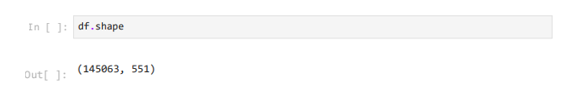 In [ ]: df.shape
Out[ ]: (145063, 551)